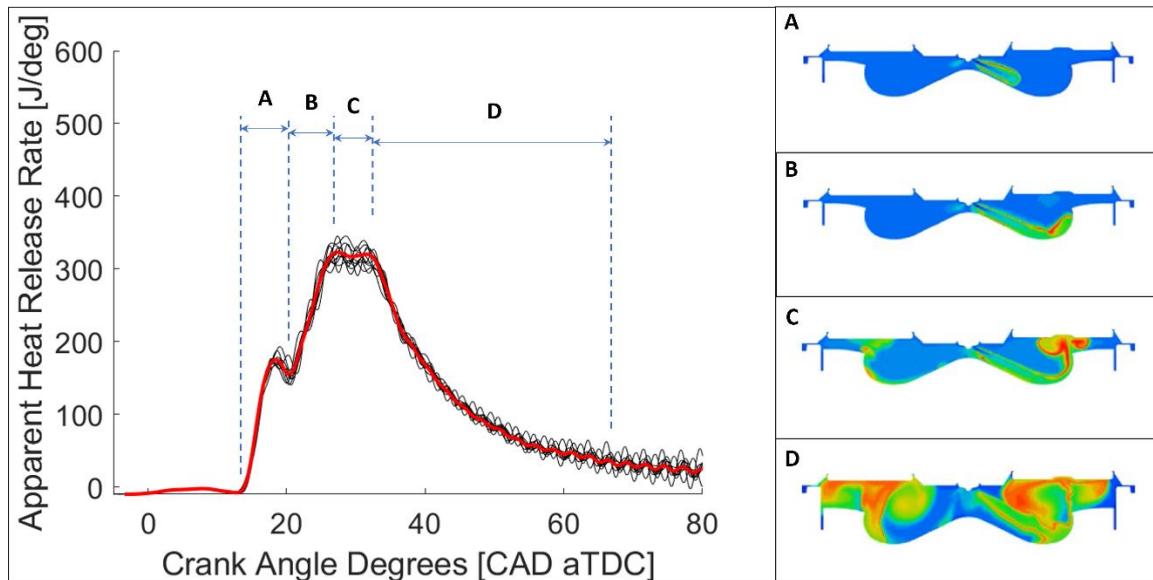 600
500
400
300
200
100
0
Apparent Heat Release Rate [J/deg]
A
B
C
D
0 20 40 60 80
Crank Angle Degrees [CAD aTDC]
A
B
C
D